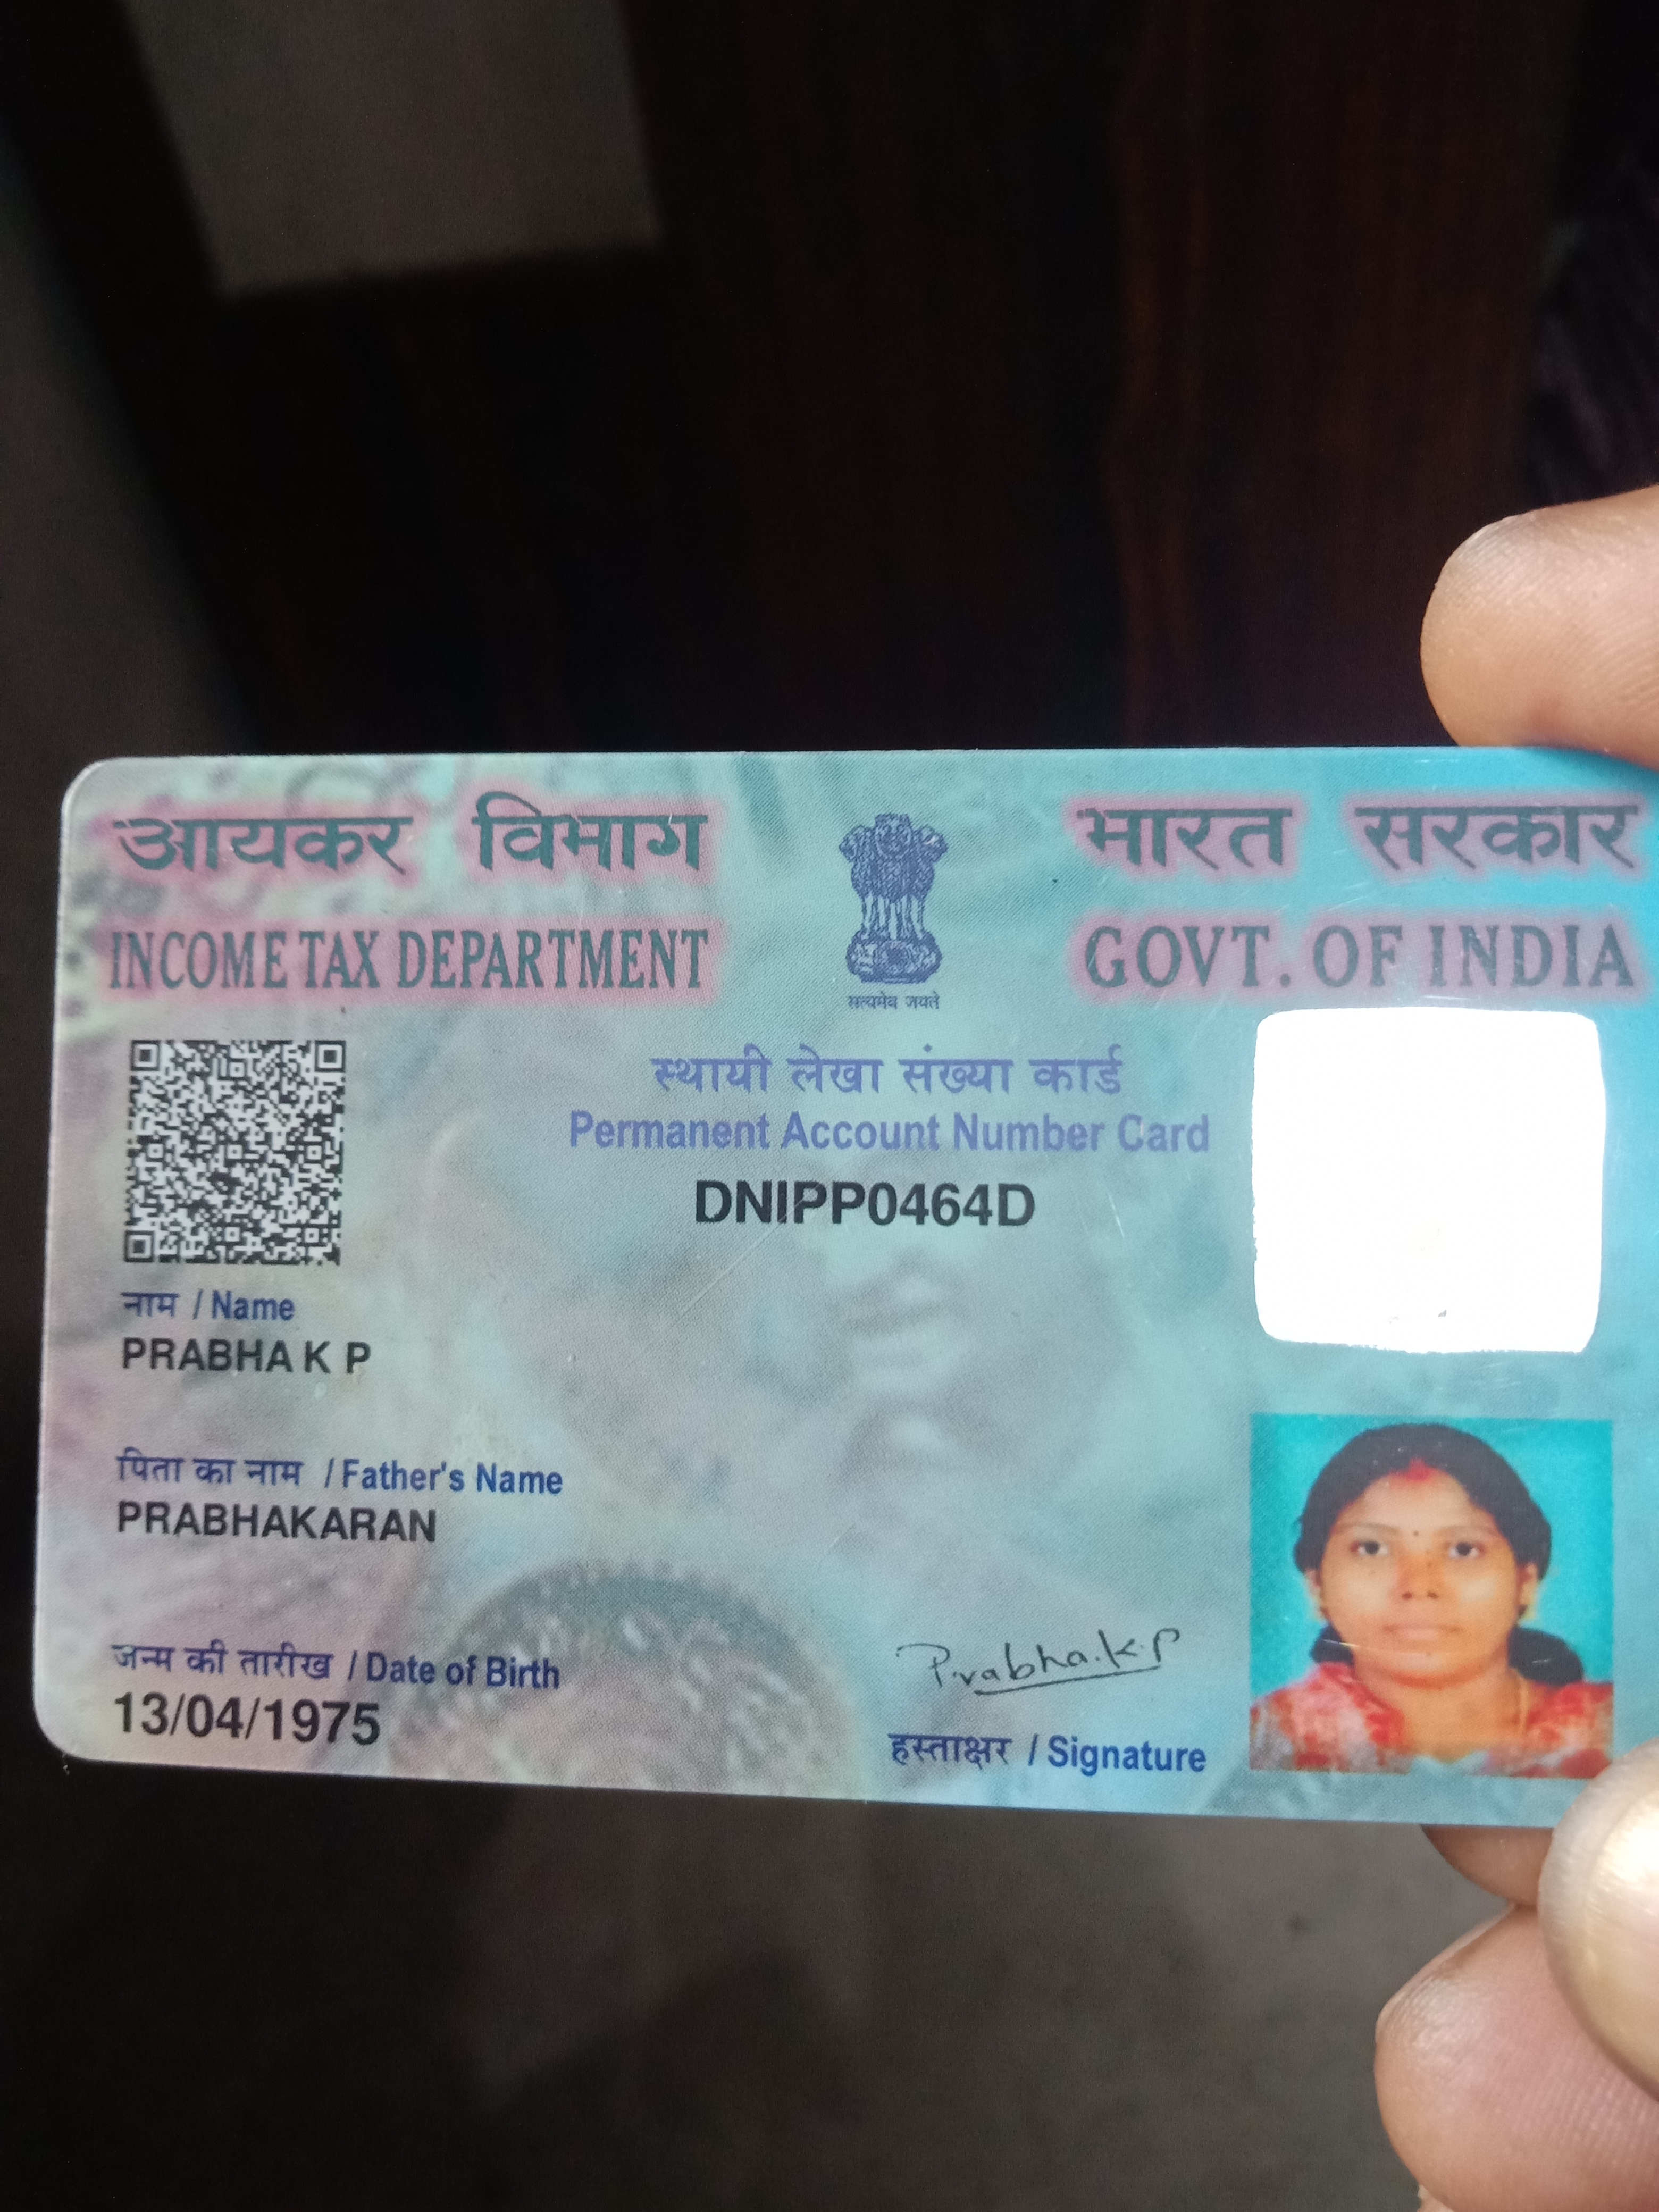 आयकर विभाग
INCOME TAX DEPARTMENT
भारत सरकार
GOVT. OF INDIA
सत्यमेव जयते
स्थायी लेखा संख्या कार्ड
Permanent Account Number Card
DNIPP0464D
नाम / Name
PRABHA K P
पिता का नाम / Father's Name
PRABHAKARAN
जन्म की तारीख / Date of Birth
13/04/1975
Prabha.k.P
हस्ताक्षर / Signature